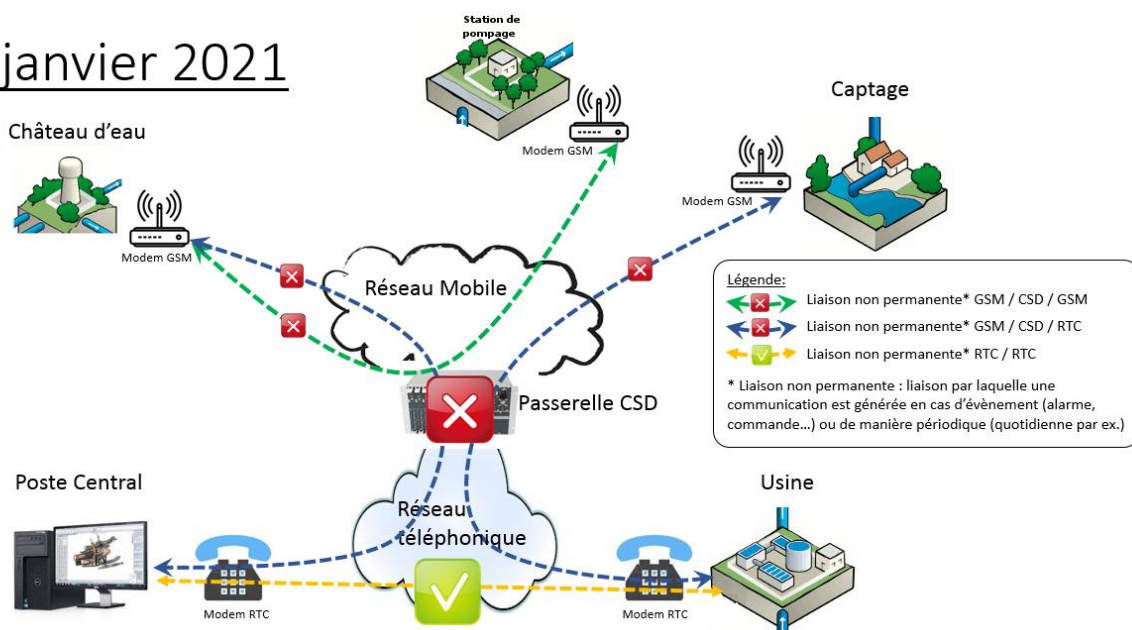 janvier 2021
Station de
pompage
Captage
Château d'eau
Modem GSM
Modem GSM
Modem GSM
Réseau Mobile
Légende:
Liaison non permanente* GSM / CSD / GSM
Liaison non permanente* GSM / CSD / RTC
Liaison non permanente* RTC / RTC
* Liaison non permanente : liaison par laquelle une
communication est générée en cas d'évènement (alarme,
commande...) ou de manière périodique (quotidienne par ex.)
Passerelle CSD
Poste Central
Usine
Réseau
téléphonique
Modem RTC
Modem RTC